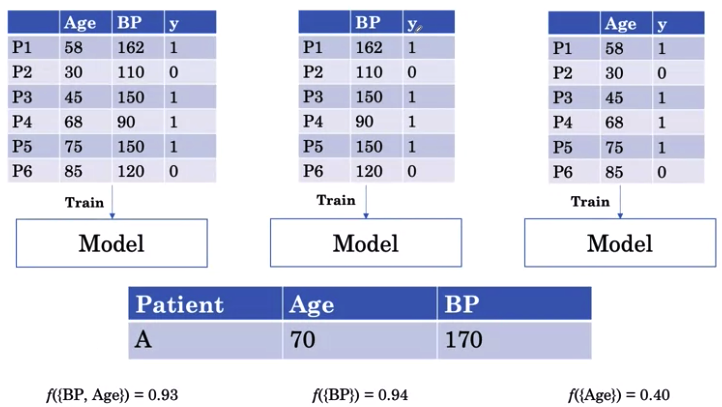 Age BP y
P1 58 162 1
P2 30 110 0
P3 45 150 1
P4 68 90 1
P5 75 150 1
P6 85 120 0
Train
Model
BP y
P1 162 1
P2 110 0
P3 150 1
P4 90 1
P5 150 1
P6 120 0
Train
Model
Age y
P1 58 1
P2 30 0
P3 45 1
P4 68 1
P5 75 1
P6 85 0
Train
Model
Patient Age BP
A 70 170
f({BP, Age}) = 0.93
f({BP}) = 0.94
f({Age}) = 0.40